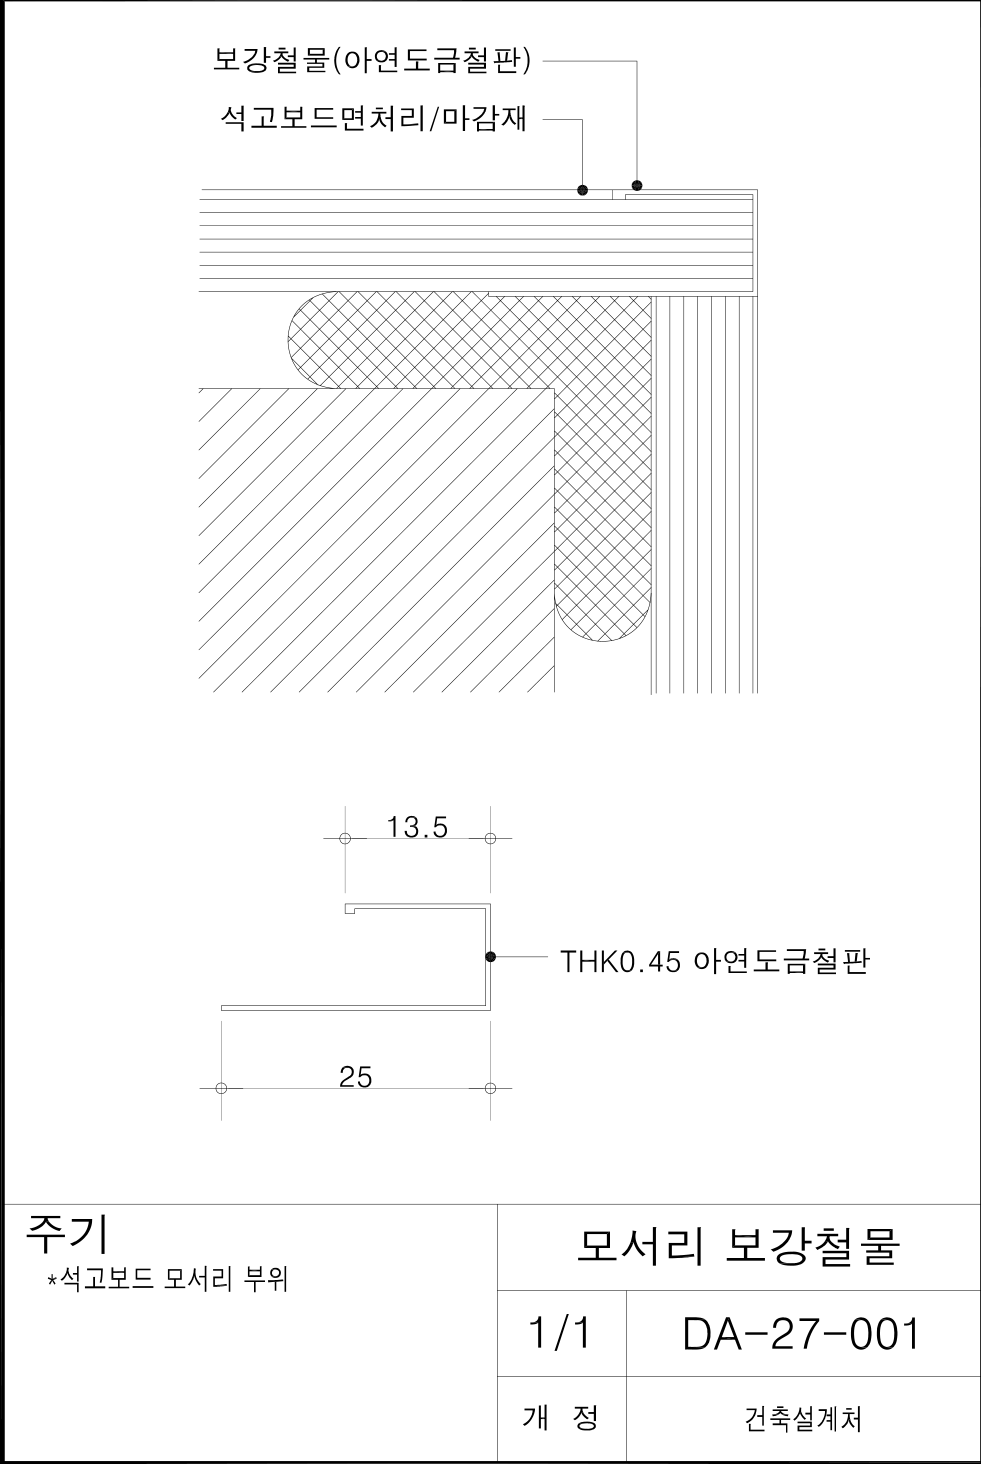 보강철물(아연도금철판)
석고보드면처리/마감재
13.5
THK0.45 아연도금철판
25
주기
*석고보드 모서리 부위
모서리 보강철물
1/1
DA-27-001
개 정
건축설계처